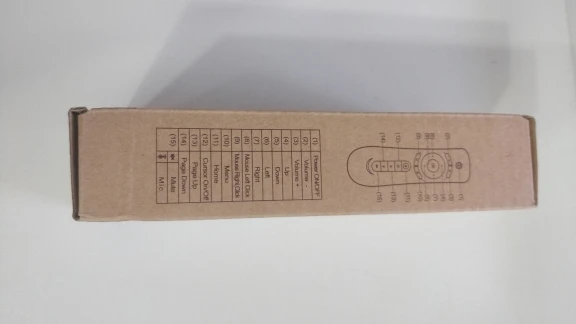 (1) Power ON/OFF
(2) Volume -
(3) Volume +
(4) Up
(5) Down
(6) Left
(7) Right
(8) Mouse Left Click
(9) Mouse Right Click
(10) Menu
(11) Home
(12) Cursor On/Off
(13) Page Up
(14) Page Down
(15) Mute
Mic